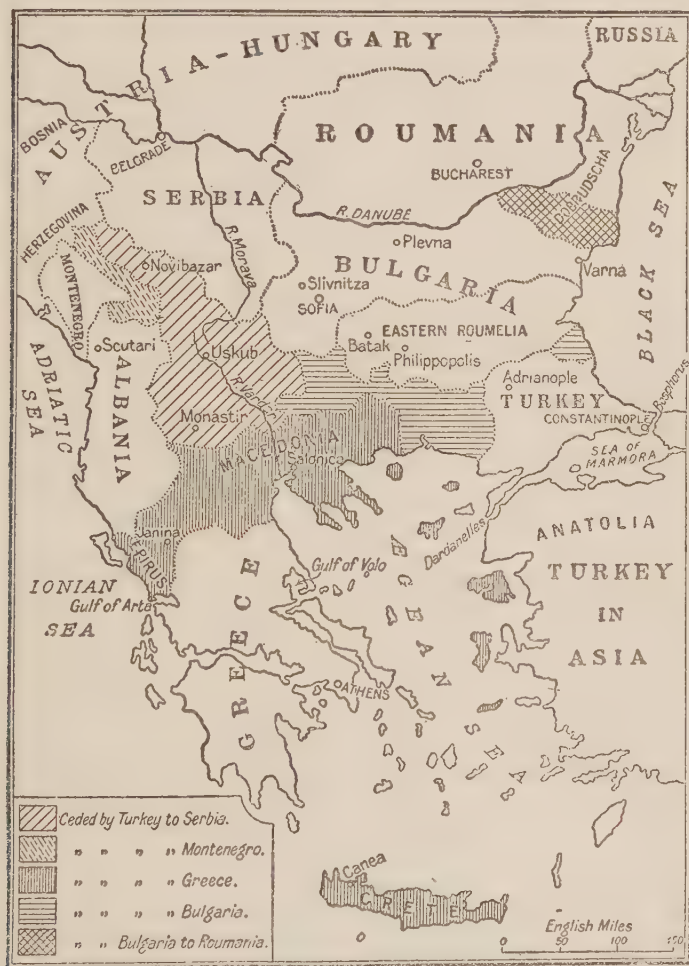 AUSTRIA-HUNGARY
RUSSIA
BOSNIA
ROUMANIA
BELGRADE
BUCHAREST
DOBRUDSCHA
SERBIA
HERZEGOVINA
R. DANUBE
R. Morava
Plevna
BLACK SEA
Novibazar
BULGARIA
Varna
MONTENEGRO
Slivnitza
SOFIA
EASTERN ROUMELIA
Scutari
Uskub
Batak
Philippopolis
ADRIATIC
SEA
ALBANIA
R. Vardar
Adrianople
TURKEY
Bosphorus
CONSTANTINOPLE
Monastir
MACEDONIA
SEA OF
MARMORA
Salonica
Janina
Dardanelles
ANATOLIA
EPIRUS
ÆGEAN SEA
TURKEY
IN
ASIA
IONIAN
SEA
Gulf of Arta
Gulf of Volo
GREECE
ATHENS
Ceded by Turkey to Serbia.
" " " " Montenegro.
" " " " Greece.
" " " " Bulgaria.
" " Bulgaria to Roumania.
Canea
CRETE
English Miles
0 50 100 150